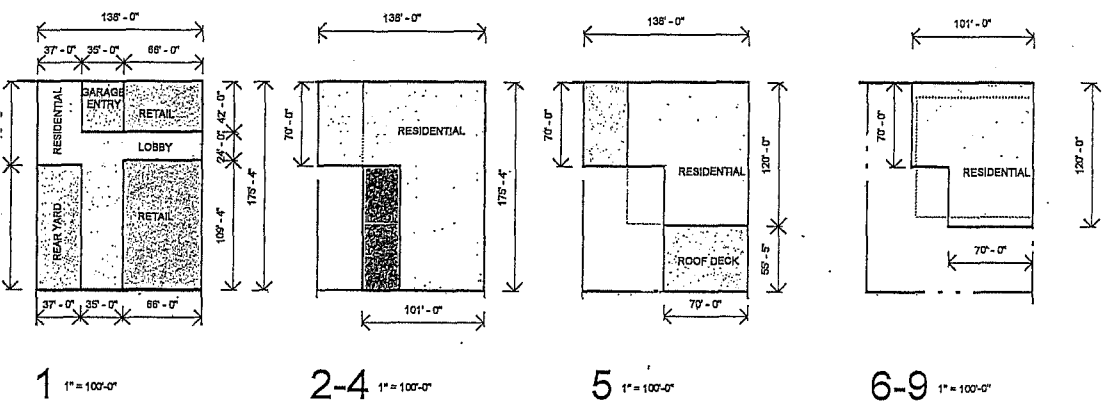 138' - 0"
37' - 0" 35' - 0" 66' - 0"
RESIDENTIAL
GARAGE
ENTRY
RETAIL
42' - 0"
LOBBY
24' - 0"
REAR YARD
RETAIL
109' - 4"
175' - 4"
37' - 0" 35' - 0" 66' - 0"
1 1" = 100'-0"
138' - 0"
70' - 0"
RESIDENTIAL
175' - 4"
101' - 0"
2-4 1" = 100'-0"
138' - 0"
70' - 0"
120' - 0"
RESIDENTIAL
ROOF DECK
55' - 5"
70' - 0"
5 1" = 100'-0"
101' - 0"
70' - 0"
120' - 0"
RESIDENTIAL
70' - 0"
6-9 1" = 100'-0"